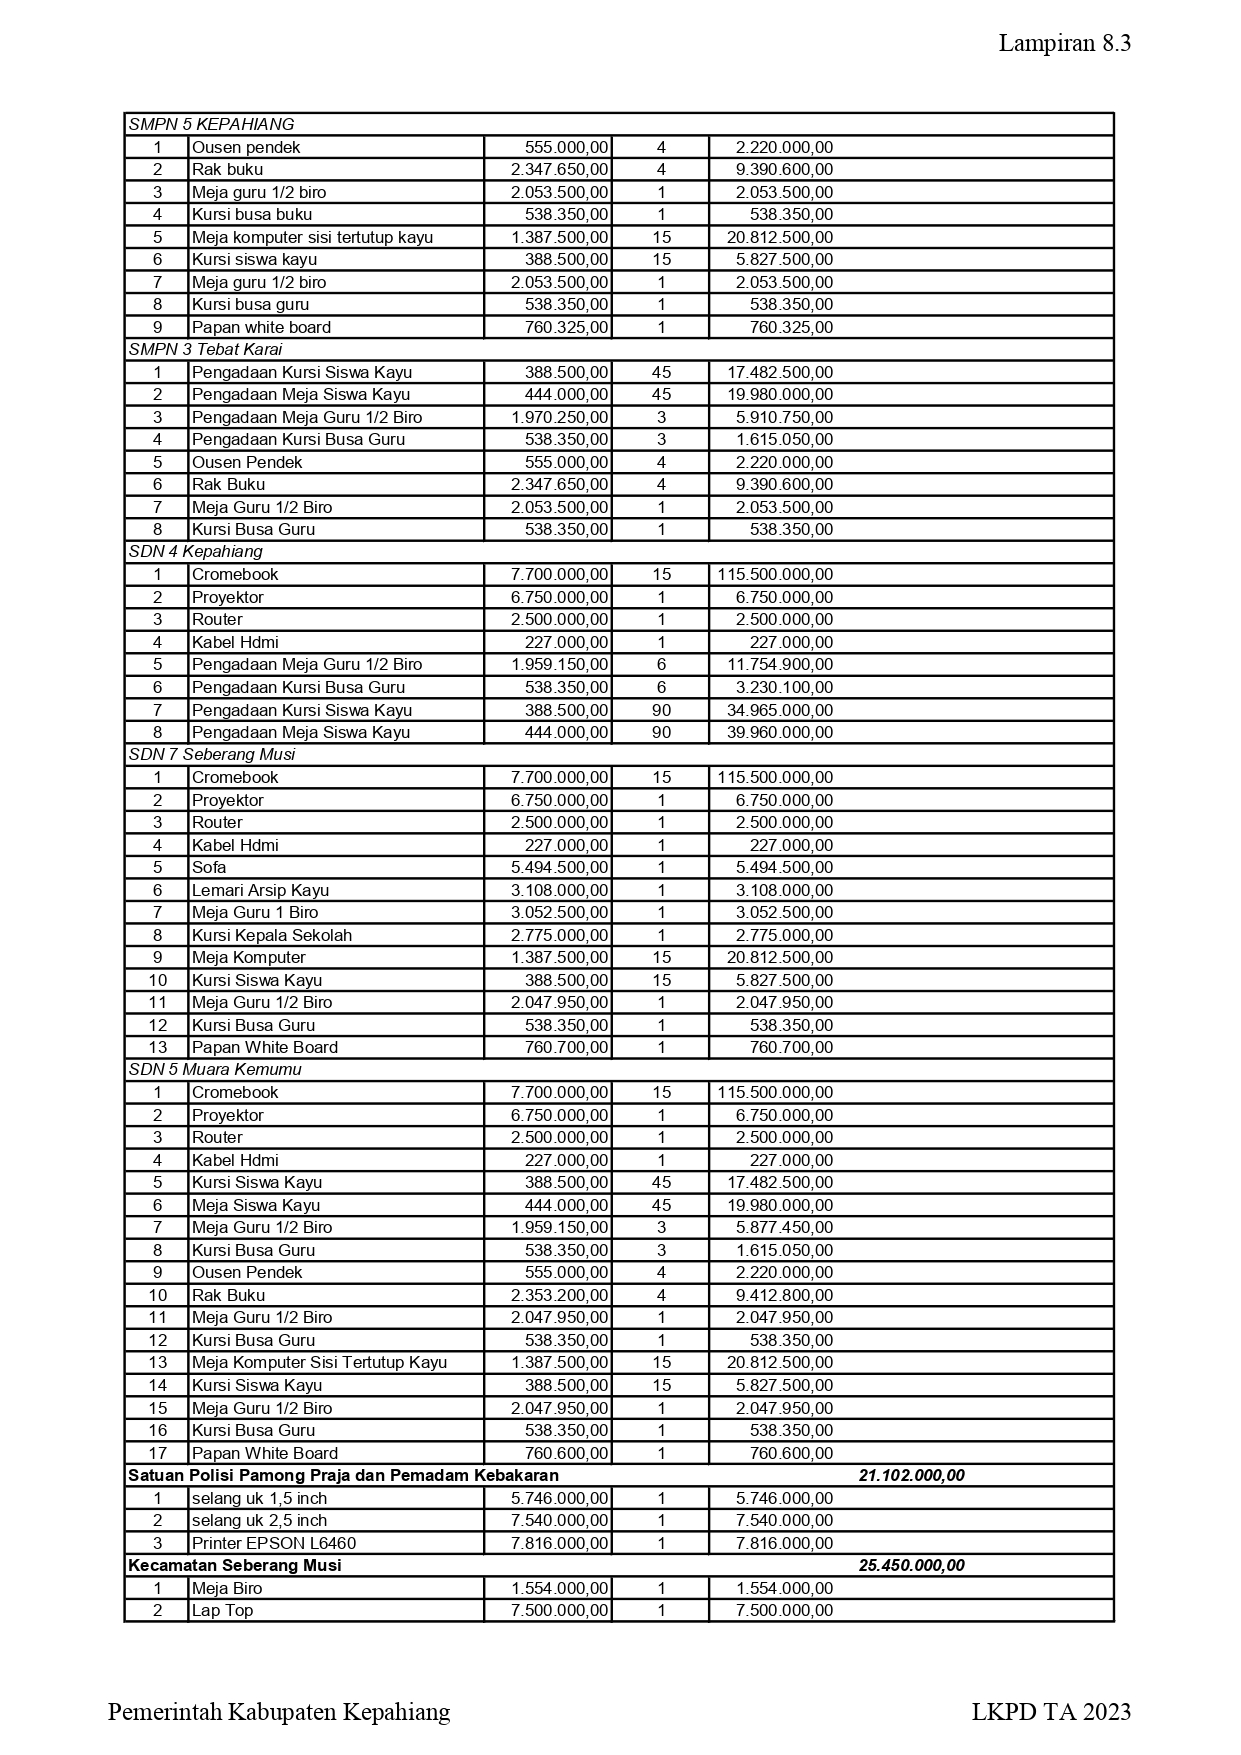 Lampiran 8.3
SMPN 5 KEPAHIANG
1 Ousen pendek 555.000,00 4 2.220.000,00
2 Rak buku 2.347.650,00 4 9.390.600,00
3 Meja guru 1/2 biro 2.053.500,00 1 2.053.500,00
4 Kursi busa buku 538.350,00 1 538.350,00
5 Meja komputer sisi tertutup kayu 1.387.500,00 15 20.812.500,00
6 Kursi siswa kayu 388.500,00 15 5.827.500,00
7 Meja guru 1/2 biro 2.053.500,00 1 2.053.500,00
8 Kursi busa guru 538.350,00 1 538.350,00
9 Papan white board 760.325,00 1 760.325,00
SMPN 3 Tebat Karai
1 Pengadaan Kursi Siswa Kayu 388.500,00 45 17.482.500,00
2 Pengadaan Meja Siswa Kayu 444.000,00 45 19.980.000,00
3 Pengadaan Meja Guru 1/2 Biro 1.970.250,00 3 5.910.750,00
4 Pengadaan Kursi Busa Guru 538.350,00 3 1.615.050,00
5 Ousen Pendek 555.000,00 4 2.220.000,00
6 Rak Buku 2.347.650,00 4 9.390.600,00
7 Meja Guru 1/2 Biro 2.053.500,00 1 2.053.500,00
8 Kursi Busa Guru 538.350,00 1 538.350,00
SDN 4 Kepahiang
1 Cromebook 7.700.000,00 15 115.500.000,00
2 Proyektor 6.750.000,00 1 6.750.000,00
3 Router 2.500.000,00 1 2.500.000,00
4 Kabel Hdmi 227.000,00 1 227.000,00
5 Pengadaan Meja Guru 1/2 Biro 1.959.150,00 6 11.754.900,00
6 Pengadaan Kursi Busa Guru 538.350,00 6 3.230.100,00
7 Pengadaan Kursi Siswa Kayu 388.500,00 90 34.965.000,00
8 Pengadaan Meja Siswa Kayu 444.000,00 90 39.960.000,00
SDN 7 Seberang Musi
1 Cromebook 7.700.000,00 15 115.500.000,00
2 Proyektor 6.750.000,00 1 6.750.000,00
3 Router 2.500.000,00 1 2.500.000,00
4 Kabel Hdmi 227.000,00 1 227.000,00
5 Sofa 5.494.500,00 1 5.494.500,00
6 Lemari Arsip Kayu 3.108.000,00 1 3.108.000,00
7 Meja Guru 1 Biro 3.052.500,00 1 3.052.500,00
8 Kursi Kepala Sekolah 2.775.000,00 1 2.775.000,00
9 Meja Komputer 1.387.500,00 15 20.812.500,00
10 Kursi Siswa Kayu 388.500,00 15 5.827.500,00
11 Meja Guru 1/2 Biro 2.047.950,00 1 2.047.950,00
12 Kursi Busa Guru 538.350,00 1 538.350,00
13 Papan White Board 760.700,00 1 760.700,00
SDN 5 Muara Kemumu
1 Cromebook 7.700.000,00 15 115.500.000,00
2 Proyektor 6.750.000,00 1 6.750.000,00
3 Router 2.500.000,00 1 2.500.000,00
4 Kabel Hdmi 227.000,00 1 227.000,00
5 Kursi Siswa Kayu 388.500,00 45 17.482.500,00
6 Meja Siswa Kayu 444.000,00 45 19.980.000,00
7 Meja Guru 1/2 Biro 1.959.150,00 3 5.877.450,00
8 Kursi Busa Guru 538.350,00 3 1.615.050,00
9 Ousen Pendek 555.000,00 4 2.220.000,00
10 Rak Buku 2.353.200,00 4 9.412.800,00
11 Meja Guru 1/2 Biro 2.047.950,00 1 2.047.950,00
12 Kursi Busa Guru 538.350,00 1 538.350,00
13 Meja Komputer Sisi Tertutup Kayu 1.387.500,00 15 20.812.500,00
14 Kursi Siswa Kayu 388.500,00 15 5.827.500,00
15 Meja Guru 1/2 Biro 2.047.950,00 1 2.047.950,00
16 Kursi Busa Guru 538.350,00 1 538.350,00
17 Papan White Board 760.600,00 1 760.600,00
Satuan Polisi Pamong Praja dan Pemadam Kebakaran 21.102.000,00
1 selang uk 1,5 inch 5.746.000,00 1 5.746.000,00
2 selang uk 2,5 inch 7.540.000,00 1 7.540.000,00
3 Printer EPSON L6460 7.816.000,00 1 7.816.000,00
Kecamatan Seberang Musi 25.450.000,00
1 Meja Biro 1.554.000,00 1 1.554.000,00
2 Lap Top 7.500.000,00 1 7.500.000,00
Pemerintah Kabupaten Kepahiang LKPD TA 2023